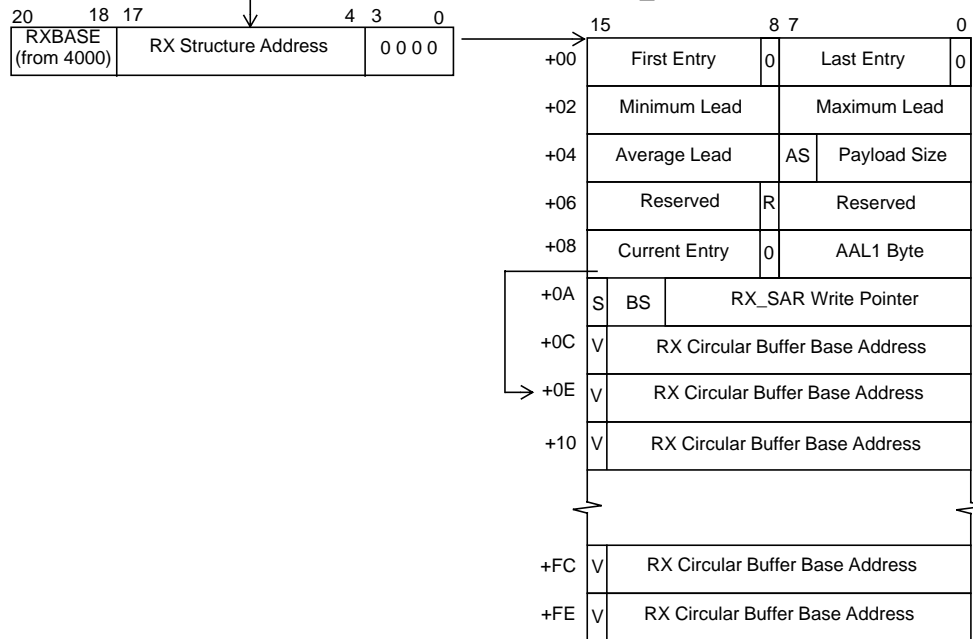 20 18 17 4 3 0
RXBASE
(from 4000)
RX Structure Address
0 0 0 0
15 8 7 0
+00 First Entry 0 Last Entry 0
+02 Minimum Lead Maximum Lead
+04 Average Lead AS Payload Size
+06 Reserved R Reserved
+08 Current Entry 0 AAL1 Byte
+0A S BS RX_SAR Write Pointer
+0C V RX Circular Buffer Base Address
+0E V RX Circular Buffer Base Address
+10 V RX Circular Buffer Base Address
+FC V RX Circular Buffer Base Address
+FE V RX Circular Buffer Base Address